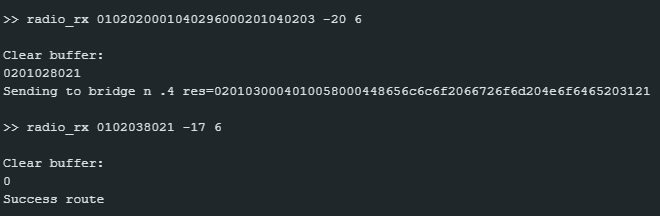 >> radio_rx 0102020001040296000201040203 -20 6
Clear buffer:
0201028021
Sending to bridge n .4 res=0201030004010058000448656c6c6f2066726f6d204e6f6465203121
>> radio_rx 0102038021 -17 6
Clear buffer:
0
Success route